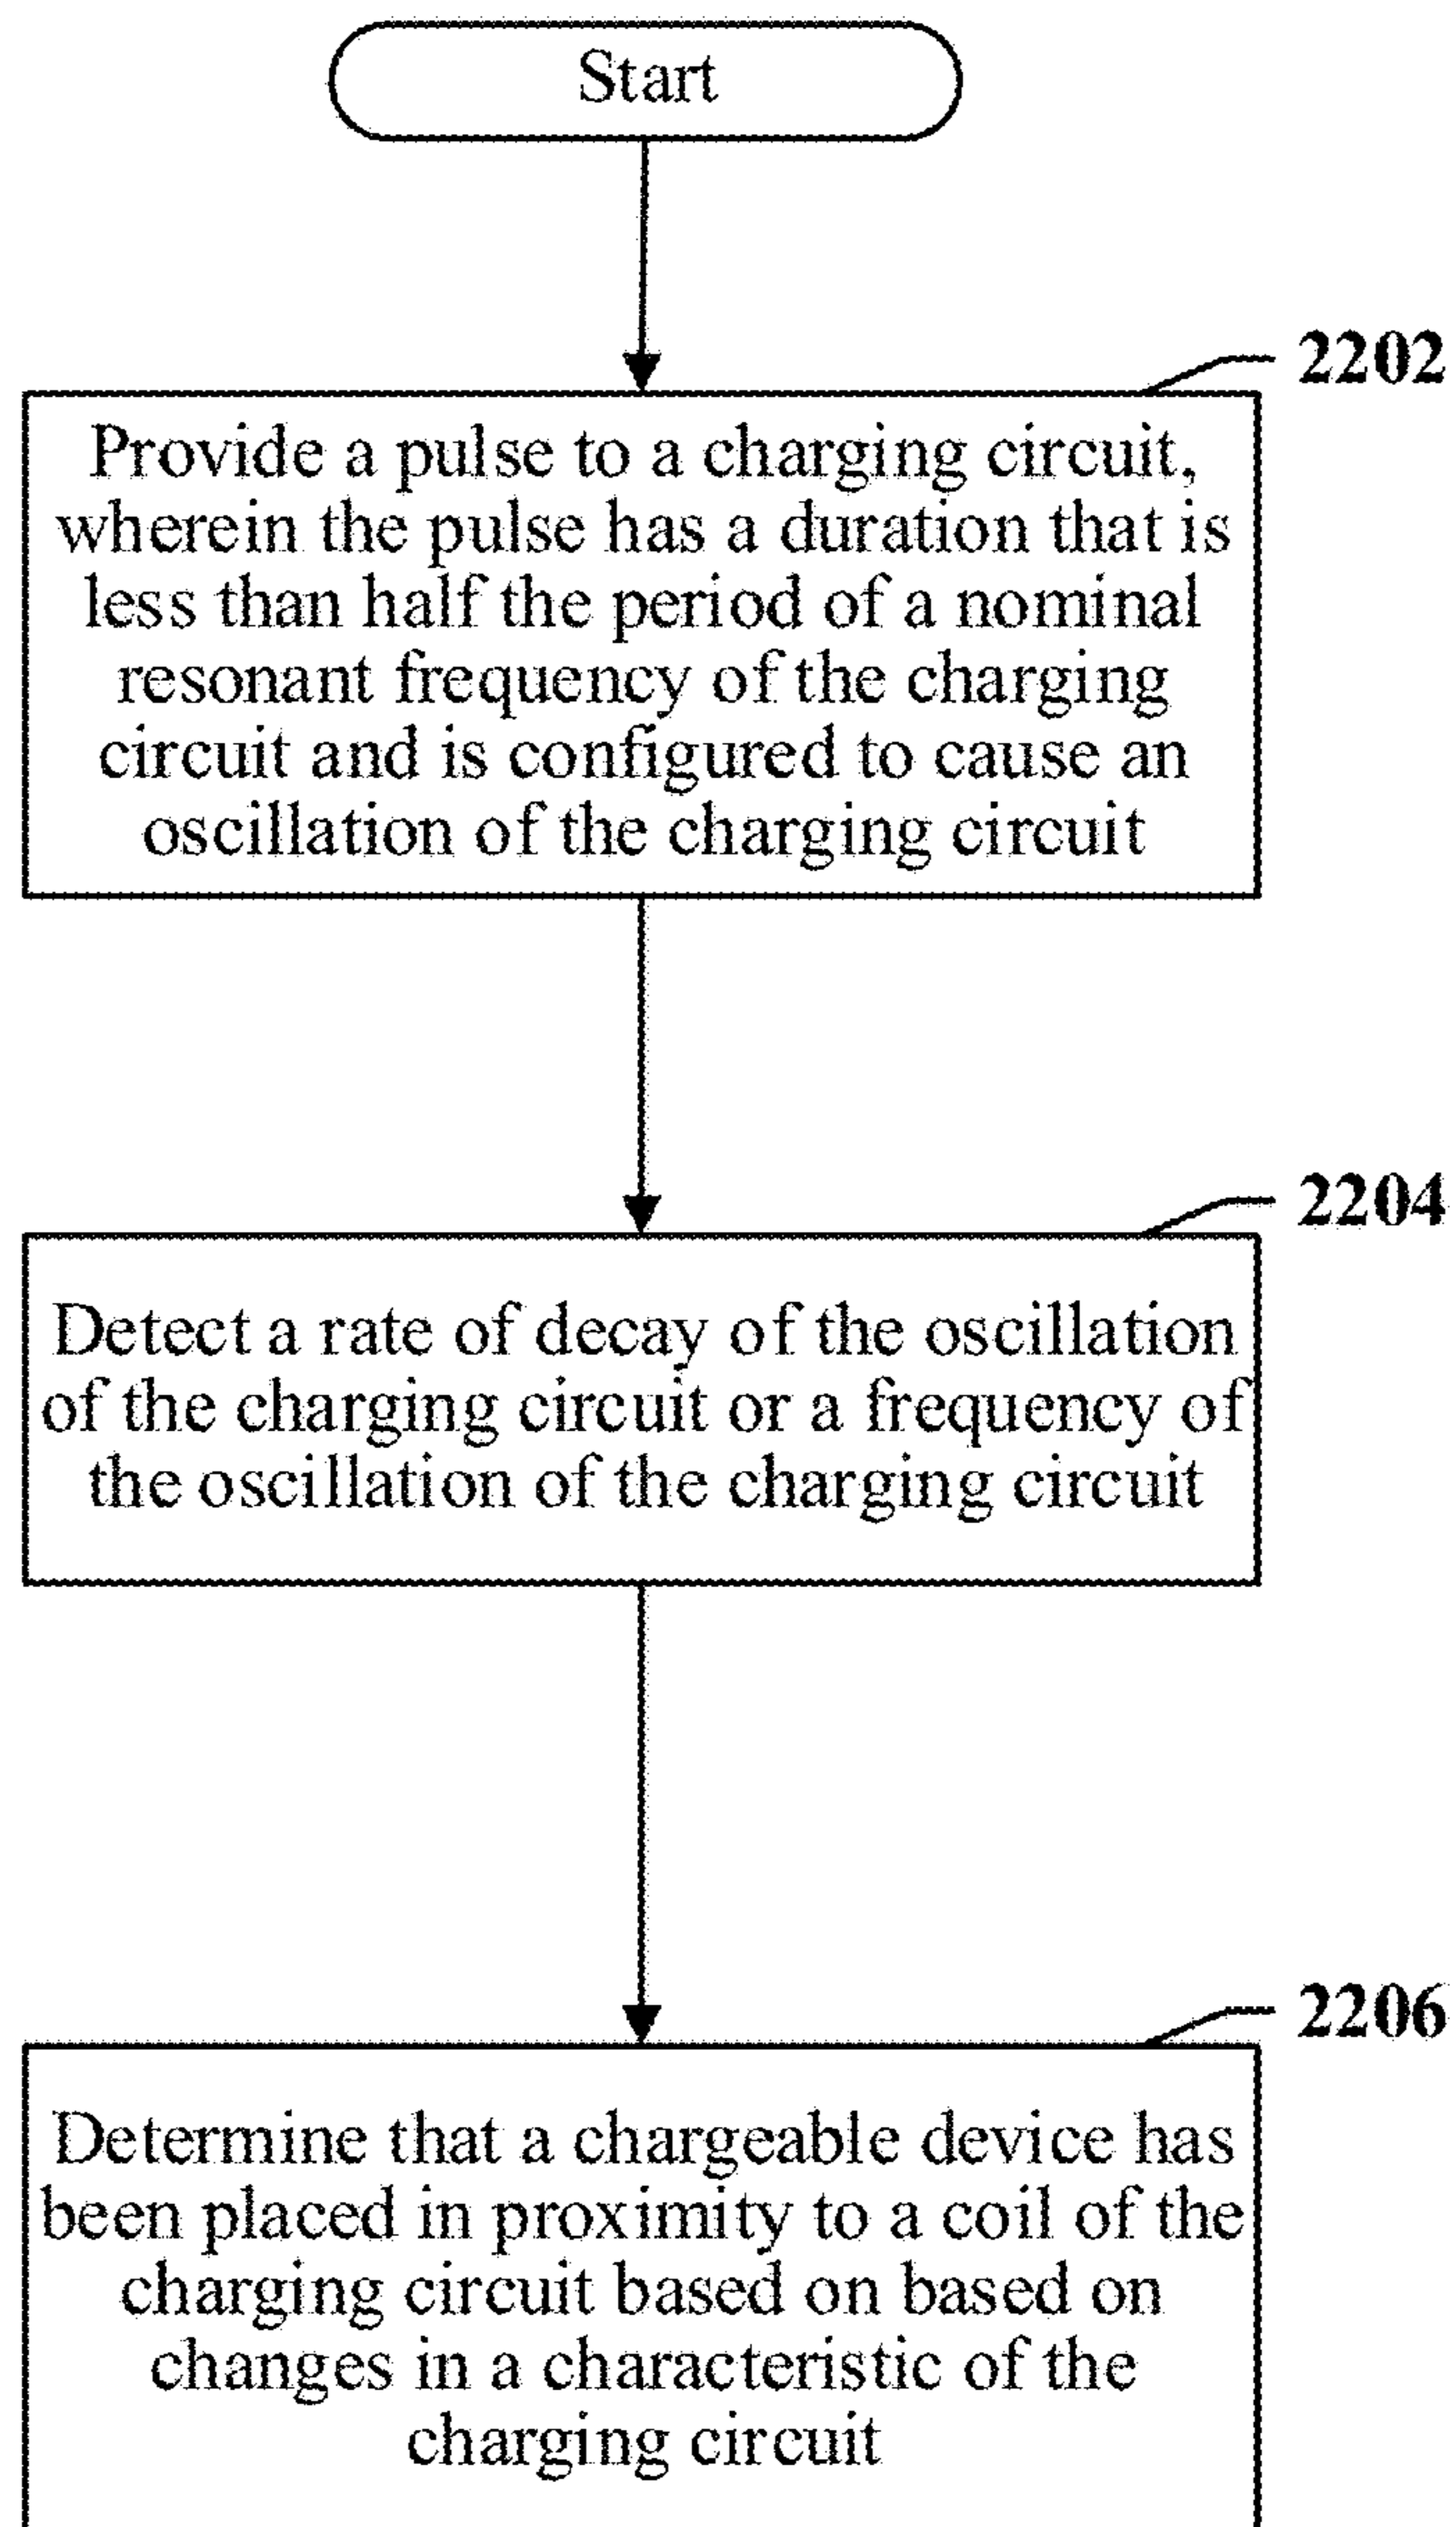 Start
2202
Provide a pulse to a charging circuit,
wherein the pulse has a duration that is
less than half the period of a nominal
resonant frequency of the charging
circuit and is configured to cause an
oscillation of the charging circuit
2204
Detect a rate of decay of the oscillation
of the charging circuit or a frequency of
the oscillation of the charging circuit
2206
Determine that a chargeable device has
been placed in proximity to a coil of the
charging circuit based on based on
changes in a characteristic of the
charging circuit